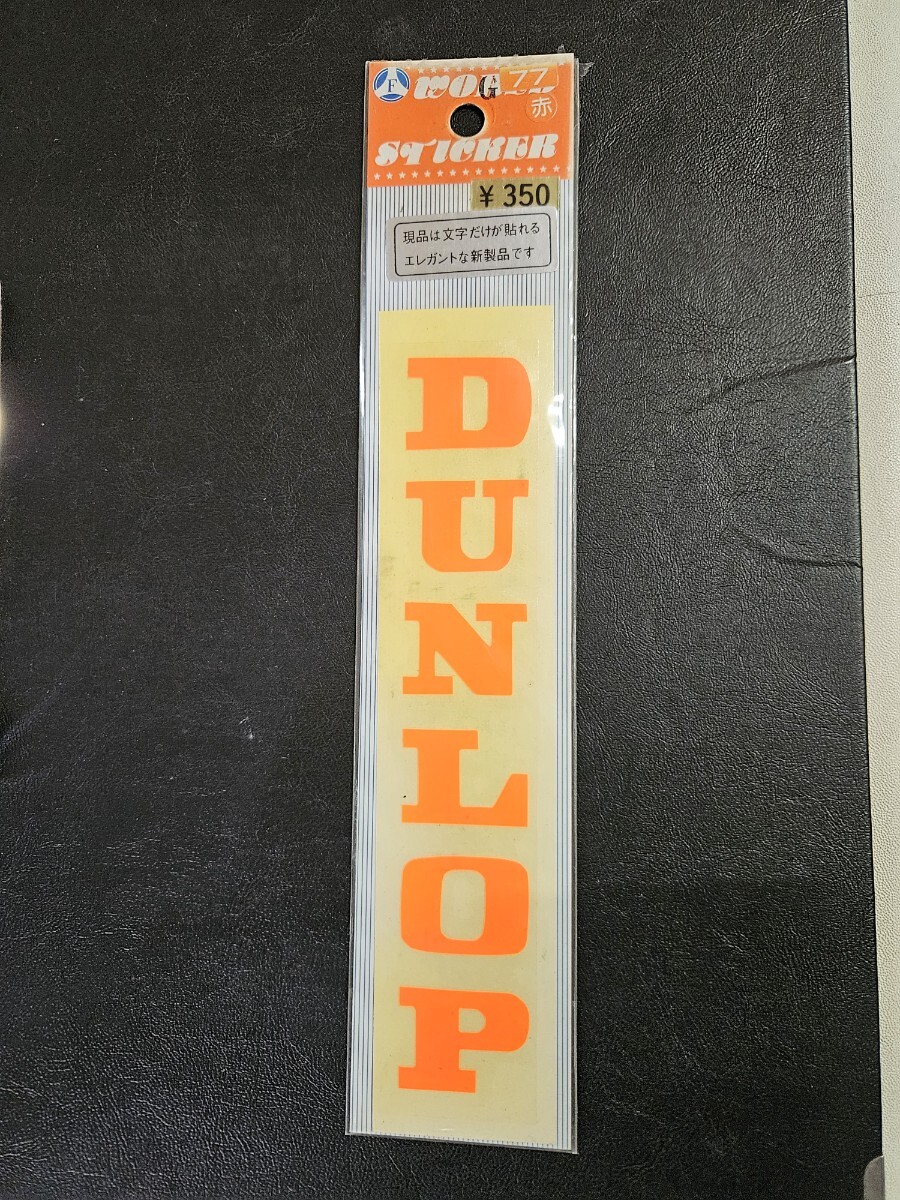 F
G 77
赤
STICKER
¥ 350
現品は文字だけが貼れる
エレガントな新製品です
DUNLOP